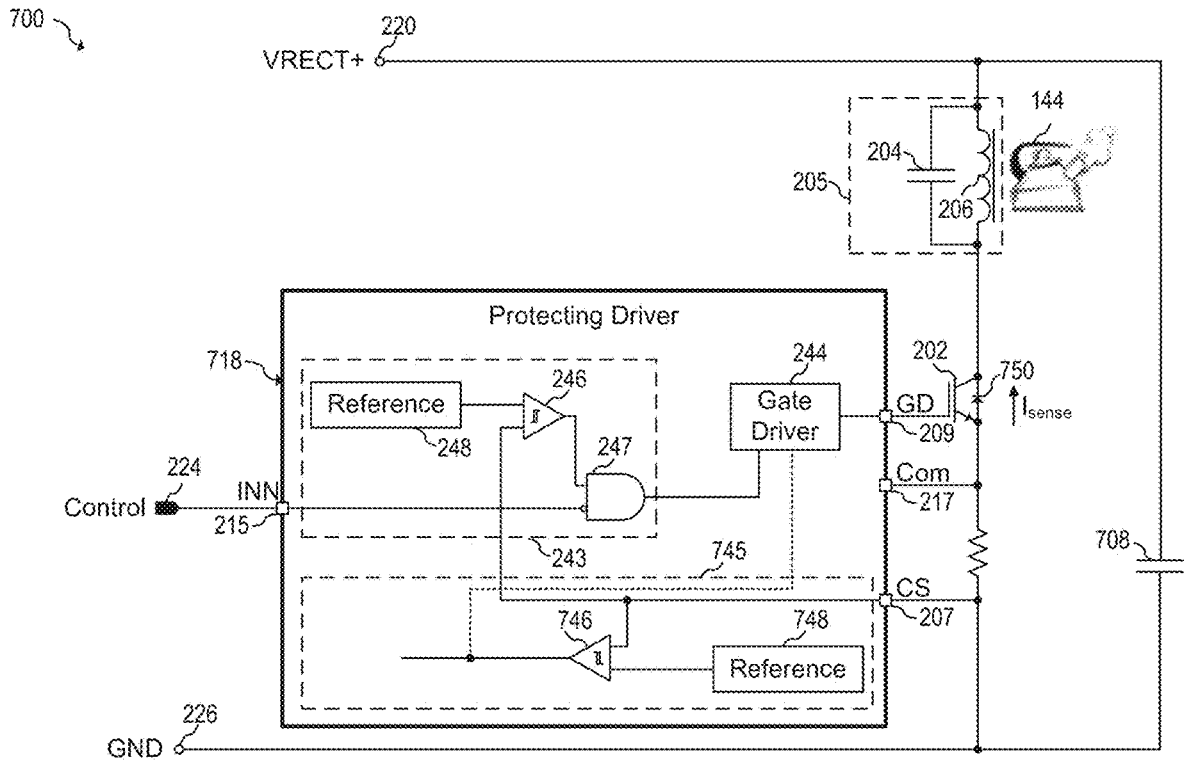 700
220
VRECT+
144
204
205
206
Protecting Driver
718
246
244
202
750
Reference
Gate
Driver
GD
Isense
248
247
209
224
INN
Com
Control
215
217
243
745
708
CS
746
748
207
Reference
226
GND